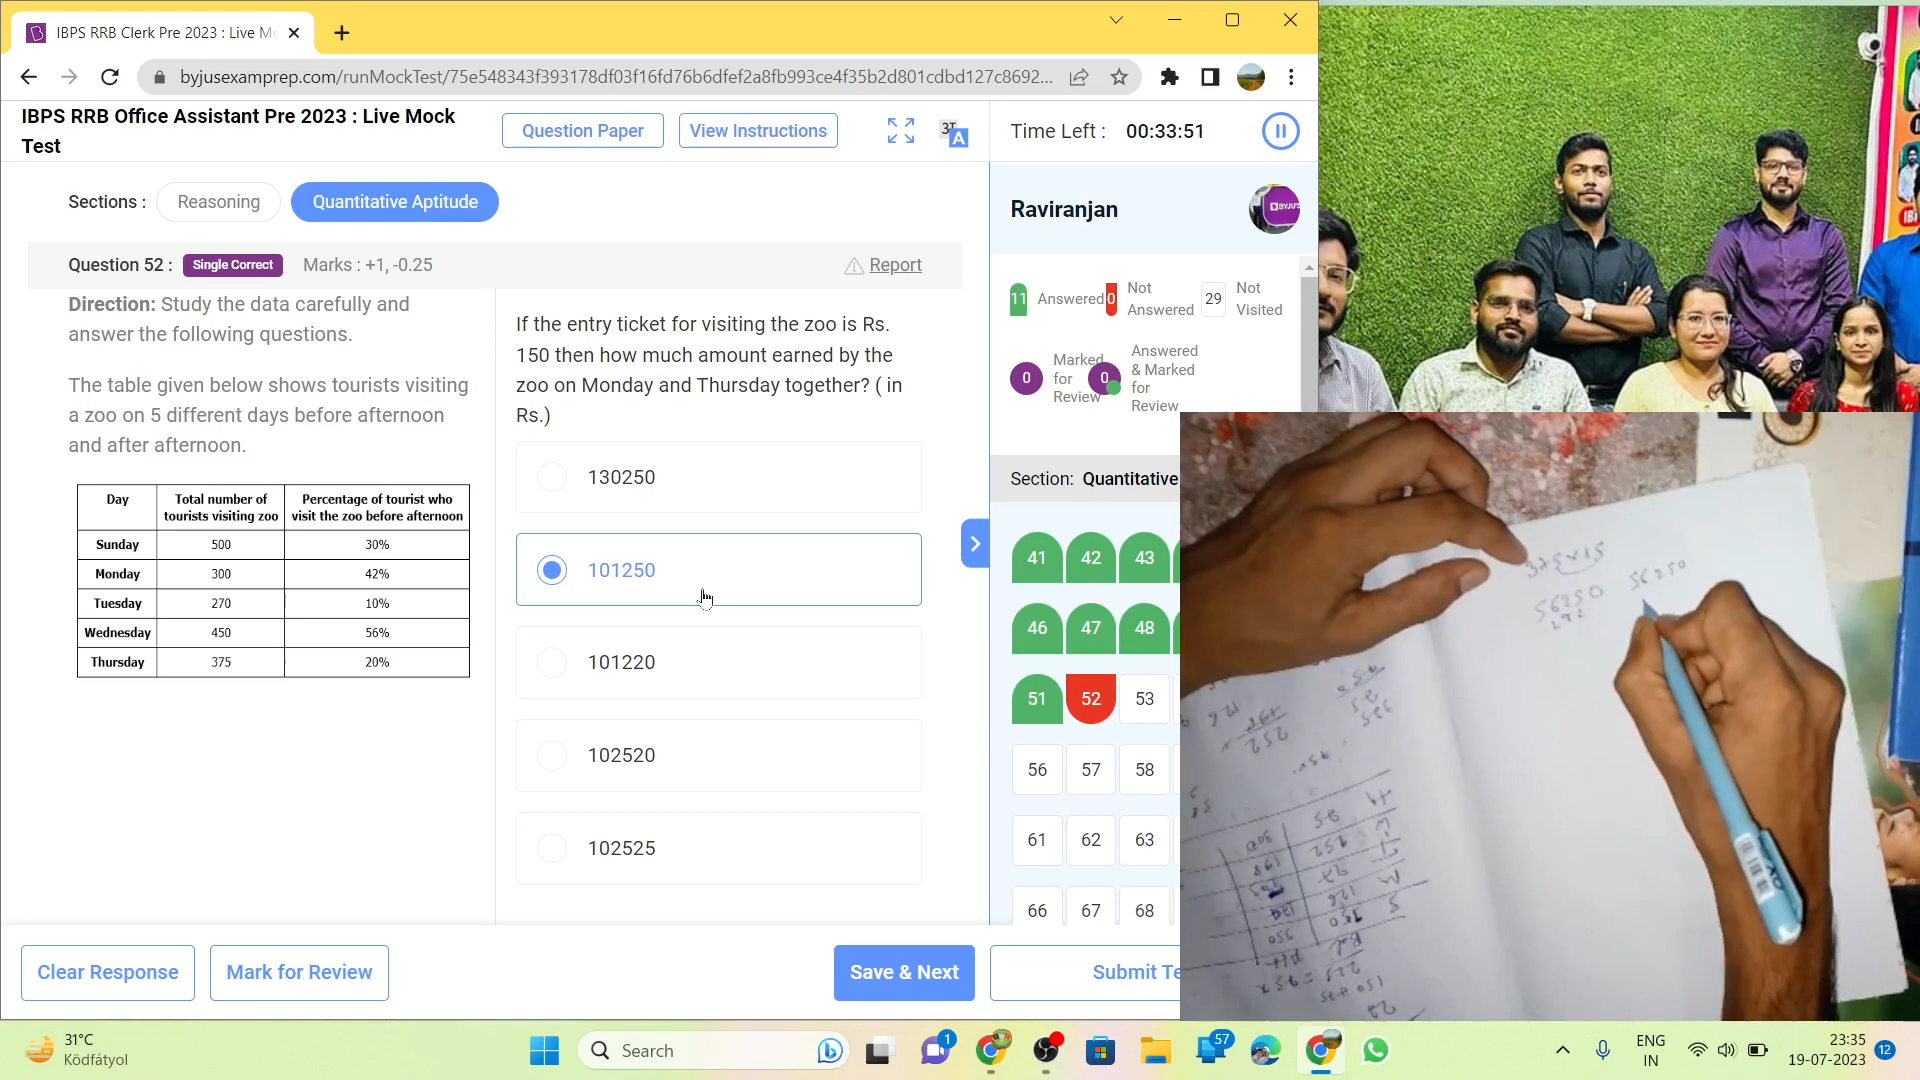 IBPS RRB Clerk Pre 2023 : Live Mo
byjusexamprep.com/runMockTest/75e548343f393178df03f16fd76b6dfef2a8fb993ce4f35b2d801cdbd127c8692...
IBPS RRB Office Assistant Pre 2023 : Live Mock
Test
Question Paper
View Instructions
Time Left : 00:33:51
Sections : Reasoning Quantitative Aptitude
Raviranjan
Question 52 : Single Correct Marks : +1, -0.25 Report
11 Answered 0 Not Answered 29 Not Visited
0 Marked for Review 0 Answered & Marked for Review
Direction: Study the data carefully and
answer the following questions.
The table given below shows tourists visiting
a zoo on 5 different days before afternoon
and after afternoon.
Day Total number of tourists visiting zoo Percentage of tourist who visit the zoo before afternoon
Sunday 500 30%
Monday 300 42%
Tuesday 270 10%
Wednesday 450 56%
Thursday 375 20%
If the entry ticket for visiting the zoo is Rs.
150 then how much amount earned by the
zoo on Monday and Thursday together? ( in
Rs.)
130250
101250
101220
102520
102525
Section: Quantitative
41 42 43
46 47 48
51 52 53
56 57 58
61 62 63
66 67 68
56250
56250
Clear Response
Mark for Review
Save & Next
Submit Te
31°C
Ködfátyol
Search
1
57
ENG
IN
23:35
19-07-2023
12